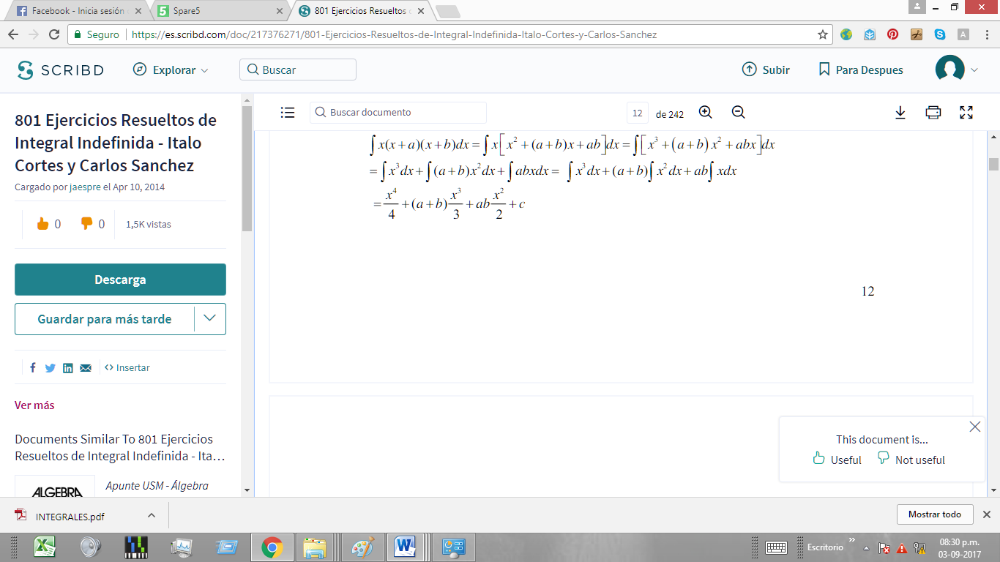 Facebook - Inicia sesión
Spare5
801 Ejercicios Resueltos
Seguro
https://es.scribd.com/doc/217376271/801-Ejercicios-Resueltos-de-Integral-Indefinida-Italo-Cortes-y-Carlos-Sanchez
SCRIBD
Explorar
Buscar
Subir
Para Despues
801 Ejercicios Resueltos de
Integral Indefinida - Italo
Cortes y Carlos Sanchez
Cargado por jaespre el Apr 10, 2014
0
0
1,5K vistas
Descarga
Guardar para más tarde
Insertar
Ver más
Documents Similar To 801 Ejercicios
Resueltos de Integral Indefinida - Ita...
ALGEBRA
Apunte USM - Álgebra
Buscar documento
12
de 242
∫ x(x+a)(x+b)dx = ∫ x[x² + (a+b)x + ab]dx = ∫[x³ + (a+b)x² + abx]dx
= ∫ x³dx + ∫ (a+b)x²dx + ∫ abxdx = ∫ x³dx + (a+b)∫ x²dx + ab∫ xdx
= x⁴/4 + (a+b)x³/3 + ab x²/2 + c
12
This document is...
Useful
Not useful
INTEGRALES.pdf
Mostrar todo
Escritorio
08:30 p.m.
03-09-2017